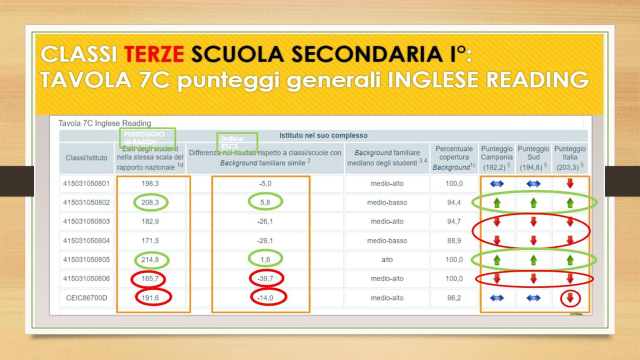 CLASSI TERZE SCUOLA SECONDARIA I°:
TAVOLA 7C punteggi generali INGLESE READING
Tavola 7C Inglese Reading
PUNTEGGIO
Indice
ESCS
Istituto nel suo complesso
Classi/Istituto
Esiti degli studenti nella stessa scala del rapporto nazionale 1d
Differenza nei risultati rispetto a classi/scuole con Background familiare simile 2
Background familiare mediano degli studenti 3 4
Percentuale copertura Background 1c
Punteggio Campania (192,2) 5
Punteggio Sud (194,8) 5
Punteggio Italia (203,3) 5
415031050801 198,3 -5,0 medio-alto 100,0
415031050802 208,3 5,8 medio-basso 94,4
415031050803 182,9 -26,1 medio-alto 94,7
415031050804 171,5 -29,1 medio-basso 88,9
415031050805 214,8 1,6 alto 100,0
415031050806 165,7 -39,7 medio-alto 100,0
CEIC86700D 191,6 -14,0 medio-alto 96,2